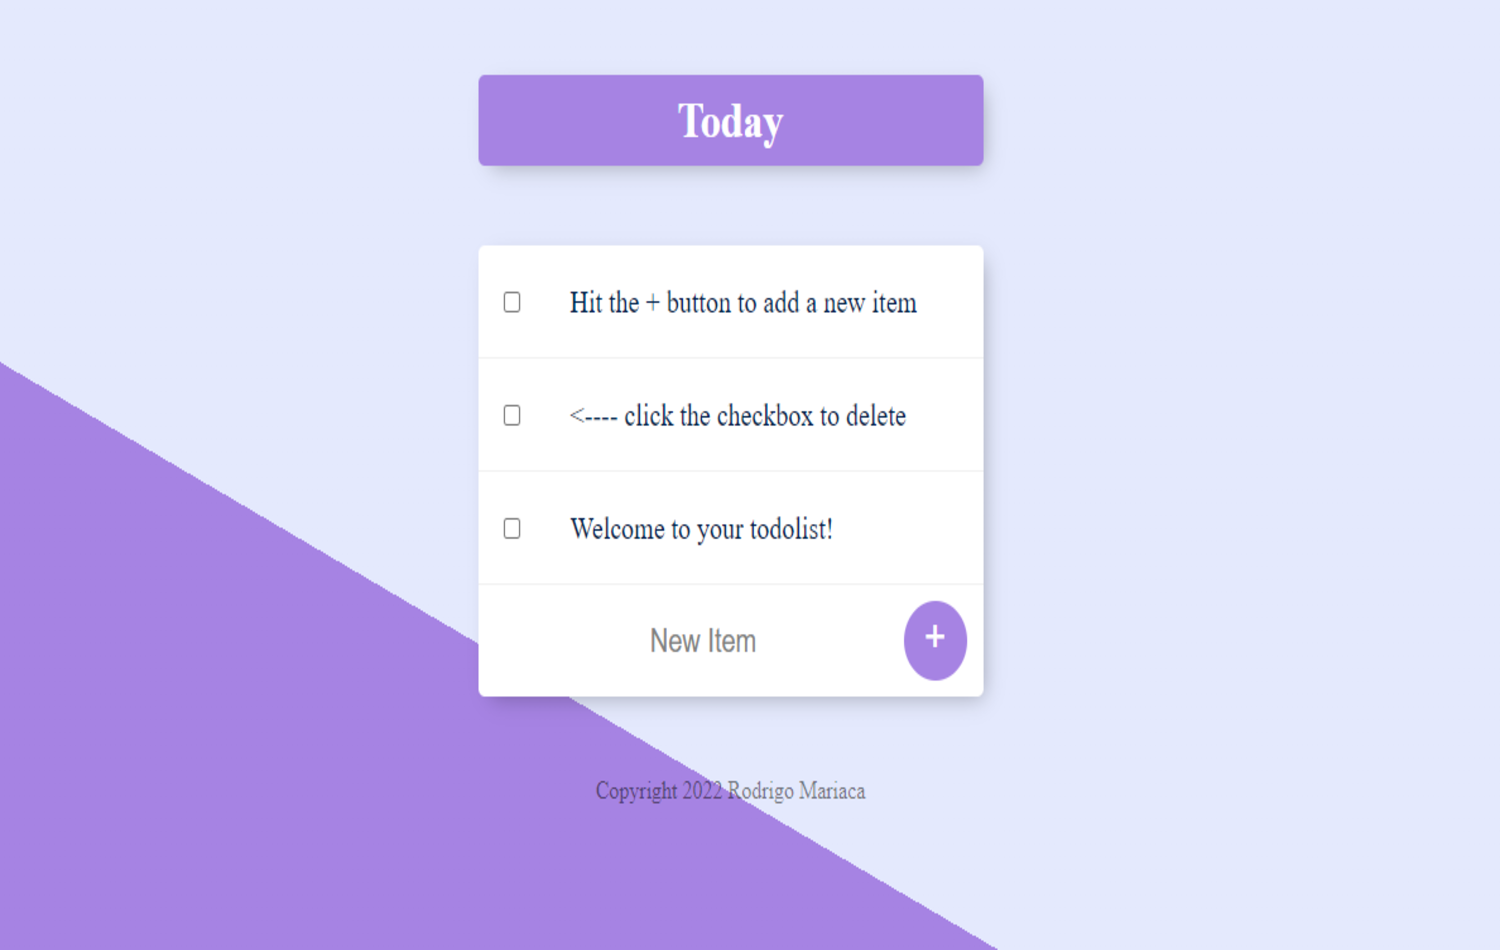 Today
Hit the + button to add a new item
<---- click the checkbox to delete
Welcome to your todolist!
New Item
+
Copyright 2022 Rodrigo Mariaca